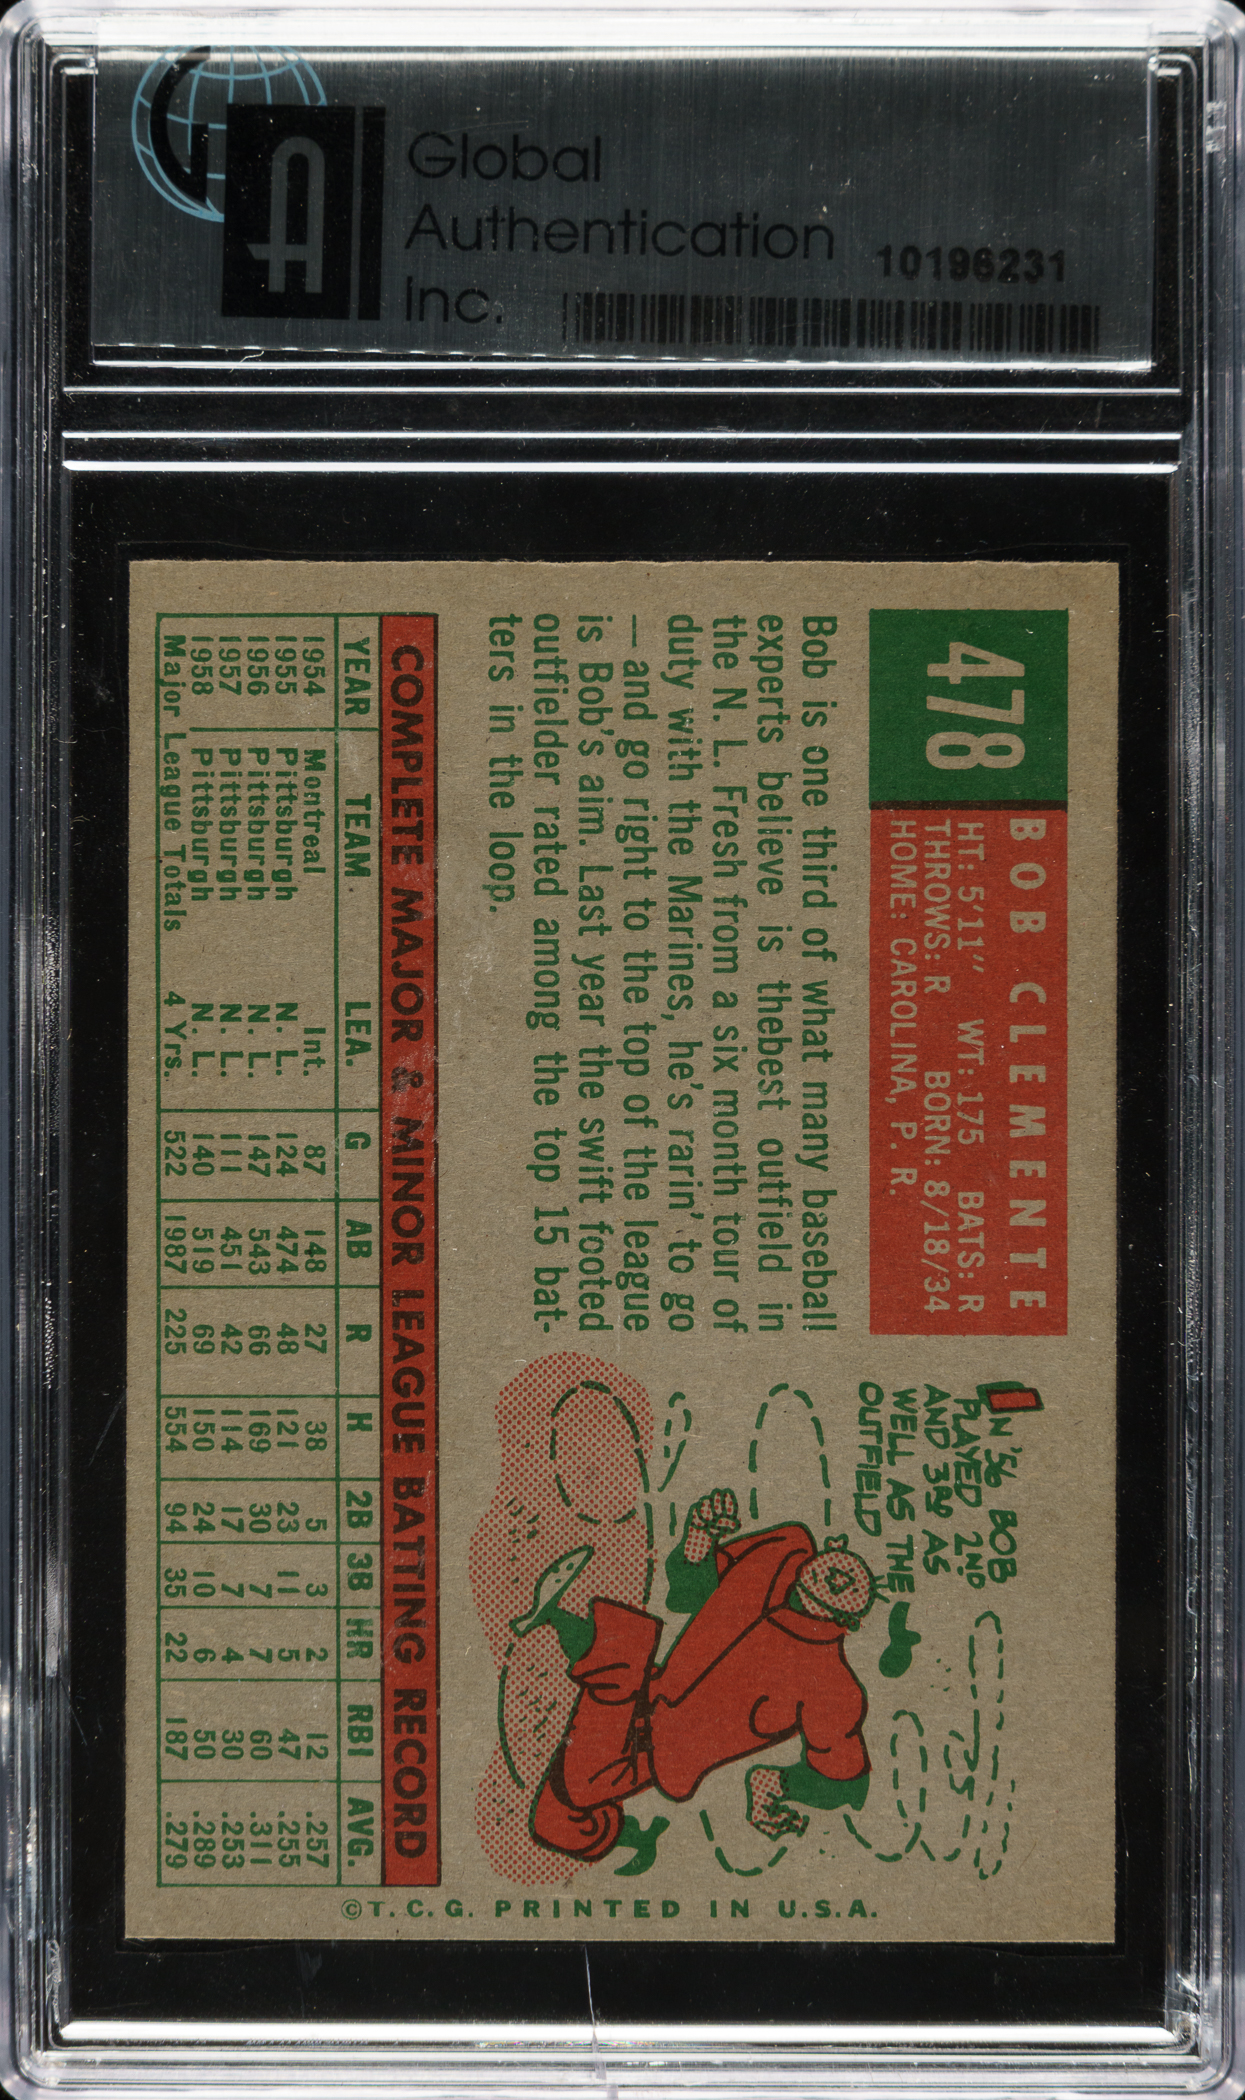 Global
Authentication
Inc.
10196231
A
478
BOB CLEMENTE
HT: 5'11" WT: 175 BATS: R
THROWS: R BORN: 8/18/34
HOME: CAROLINA, P. R.
Bob is one third of what many baseball
experts believe is thebest outfield in
the N. L. Fresh from a six month tour of
duty with the Marines, he's rarin' to go
— and go right to the top of the league
is Bob's aim. Last year the swift footed
outfielder rated among the top 15 bat-
ters in the loop.
IN '56 BOB
PLAYED 2ND
AND 3RD AS
WELL AS THE
OUTFIELD
COMPLETE MAJOR & MINOR LEAGUE BATTING RECORD
YEAR TEAM LEA. G AB R H 2B 3B HR RBI AVG.
1954 Montreal Int. 87 148 27 38 5 3 2 12 .257
1955 Pittsburgh N. L. 124 474 48 121 23 11 5 47 .255
1956 Pittsburgh N. L. 147 543 66 169 30 7 7 60 .311
1957 Pittsburgh N. L. 111 451 42 114 17 7 4 30 .253
1958 Pittsburgh N. L. 140 519 69 150 24 10 6 50 .289
Major League Totals 4 Yrs. 522 1987 225 554 94 35 22 187 .279
©T. C. G. PRINTED IN U.S.A.